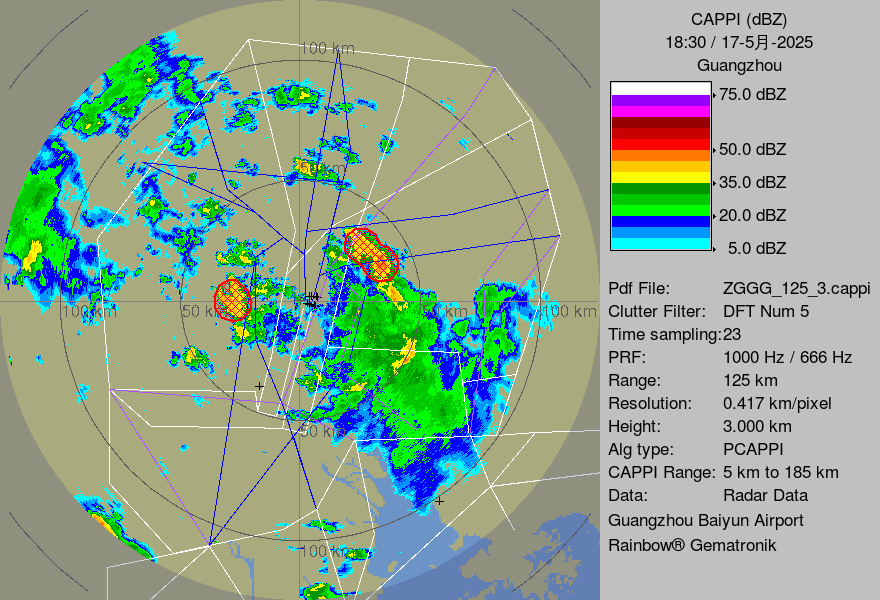 CAPPI (dBZ)
18:30 / 17-5月-2025
Guangzhou
75.0 dBZ
50.0 dBZ
35.0 dBZ
20.0 dBZ
5.0 dBZ
Pdf File: ZGGG_125_3.cappi
Clutter Filter: DFT Num 5
Time sampling:23
PRF: 1000 Hz / 666 Hz
Range: 125 km
Resolution: 0.417 km/pixel
Height: 3.000 km
Alg type: PCAPPI
CAPPI Range: 5 km to 185 km
Data: Radar Data
Guangzhou Baiyun Airport
Rainbow® Gematronik
100 km
100 km
50 km
100 km
50 km
100 km